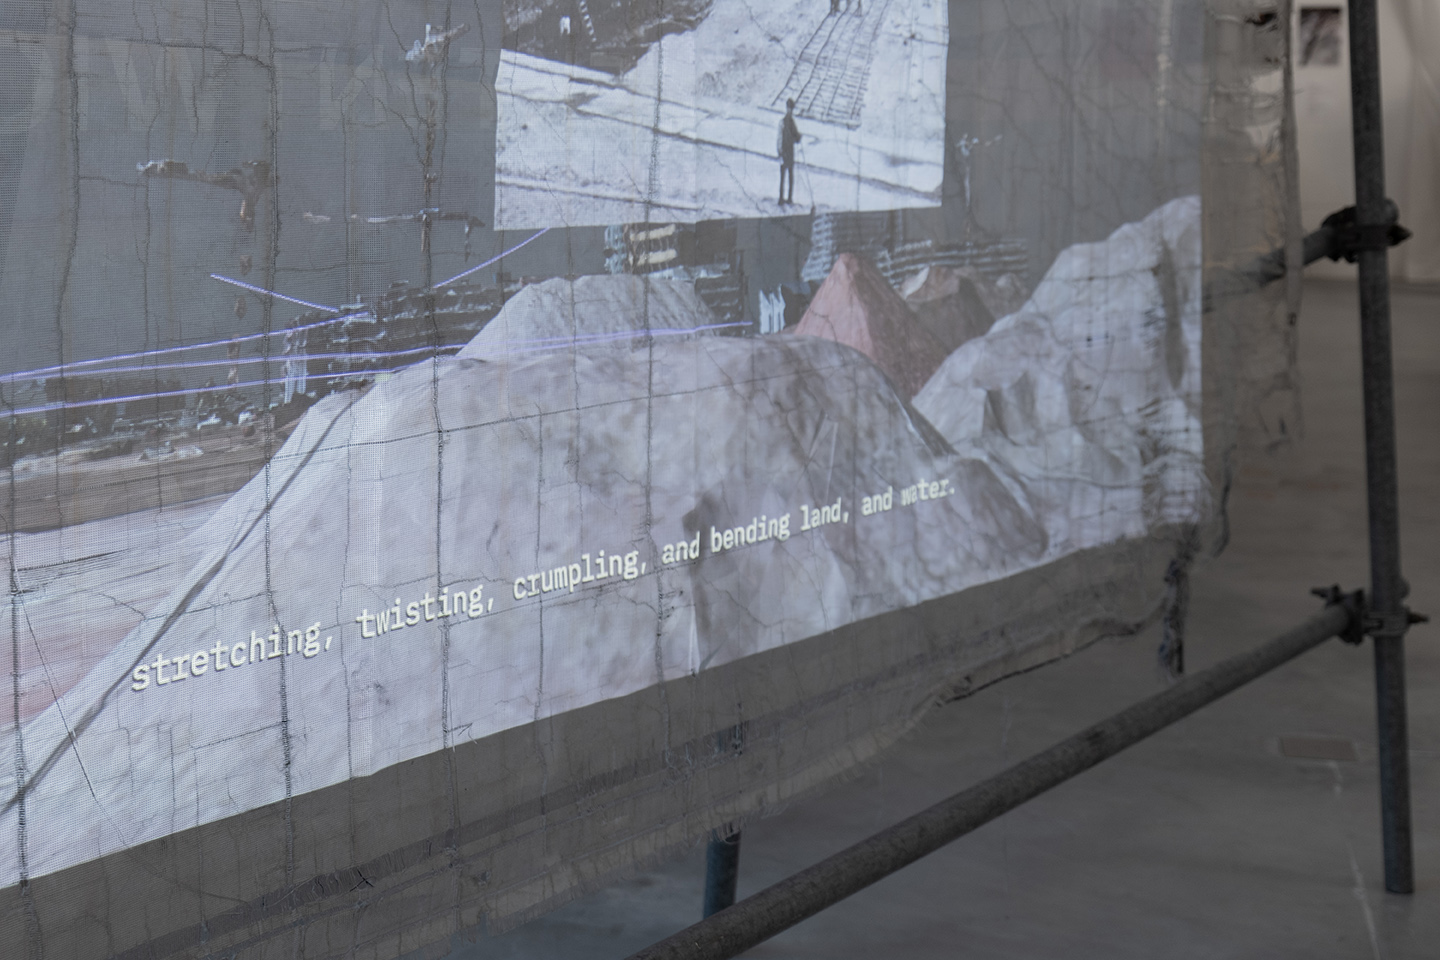 stretching, twisting, crumpling, and bending land, and water.